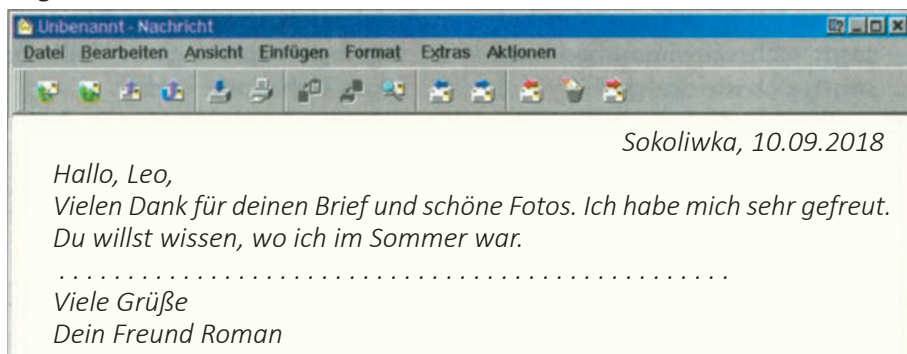 Unbenannt - Nachricht
Datei Bearbeiten Ansicht Einfügen Format Extras Aktionen
Sokoliwka, 10.09.2018
Hallo, Leo,
Vielen Dank für deinen Brief und schöne Fotos. Ich habe mich sehr gefreut.
Du willst wissen, wo ich im Sommer war.
. . . . . . . . . . . . . . . . . . . . . . . . . . . . . . . . . . . . . . . . . . . . . . . . . .
Viele Grüße
Dein Freund Roman